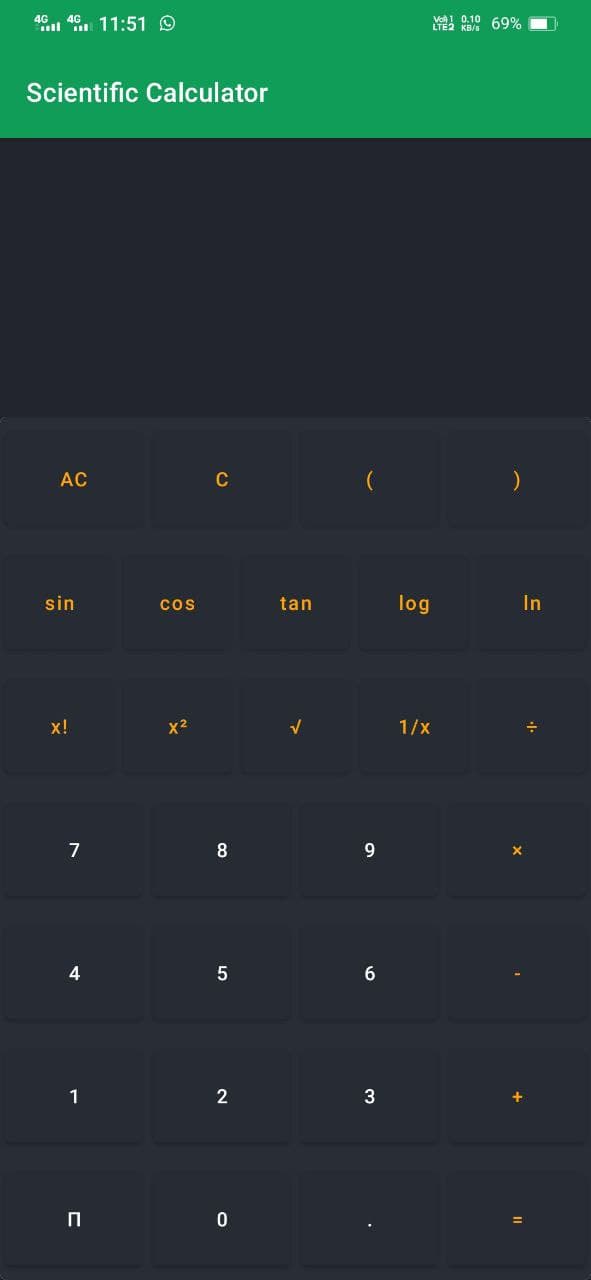 4G 4G 11:51 Vo) 1 LTE2 0.10 KB/s 69%
Scientific Calculator
AC C ( )
sin cos tan log ln
x! x² √ 1/x ÷
7 8 9 ×
4 5 6 -
1 2 3 +
П 0 . =